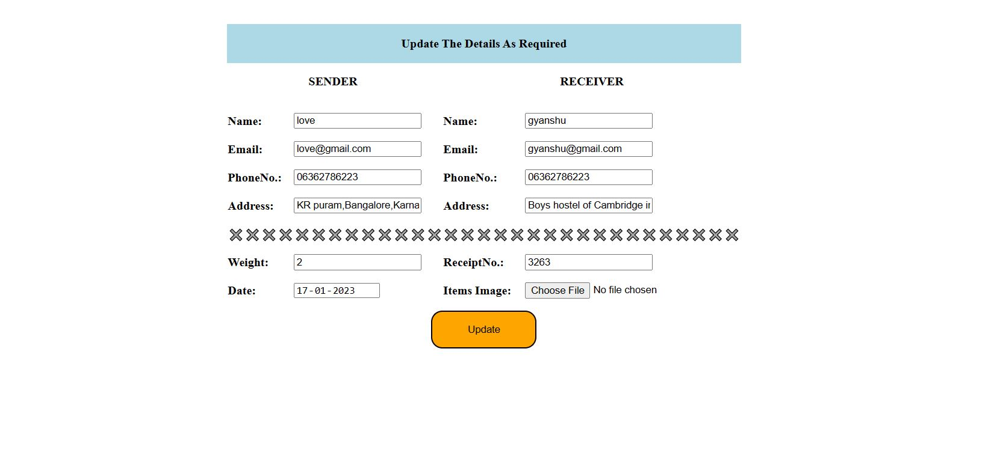 Update The Details As Required
SENDER RECEIVER
Name: love Name: gyanshu
Email: love@gmail.com Email: gyanshu@gmail.com
PhoneNo.: 06362786223 PhoneNo.: 06362786223
Address: KR puram,Bangalore,Karna Address: Boys hostel of Cambridge
Weight: 2 ReceiptNo.: 3263
Date: 17-01-2023 Items Image: Choose File No file chosen
Update